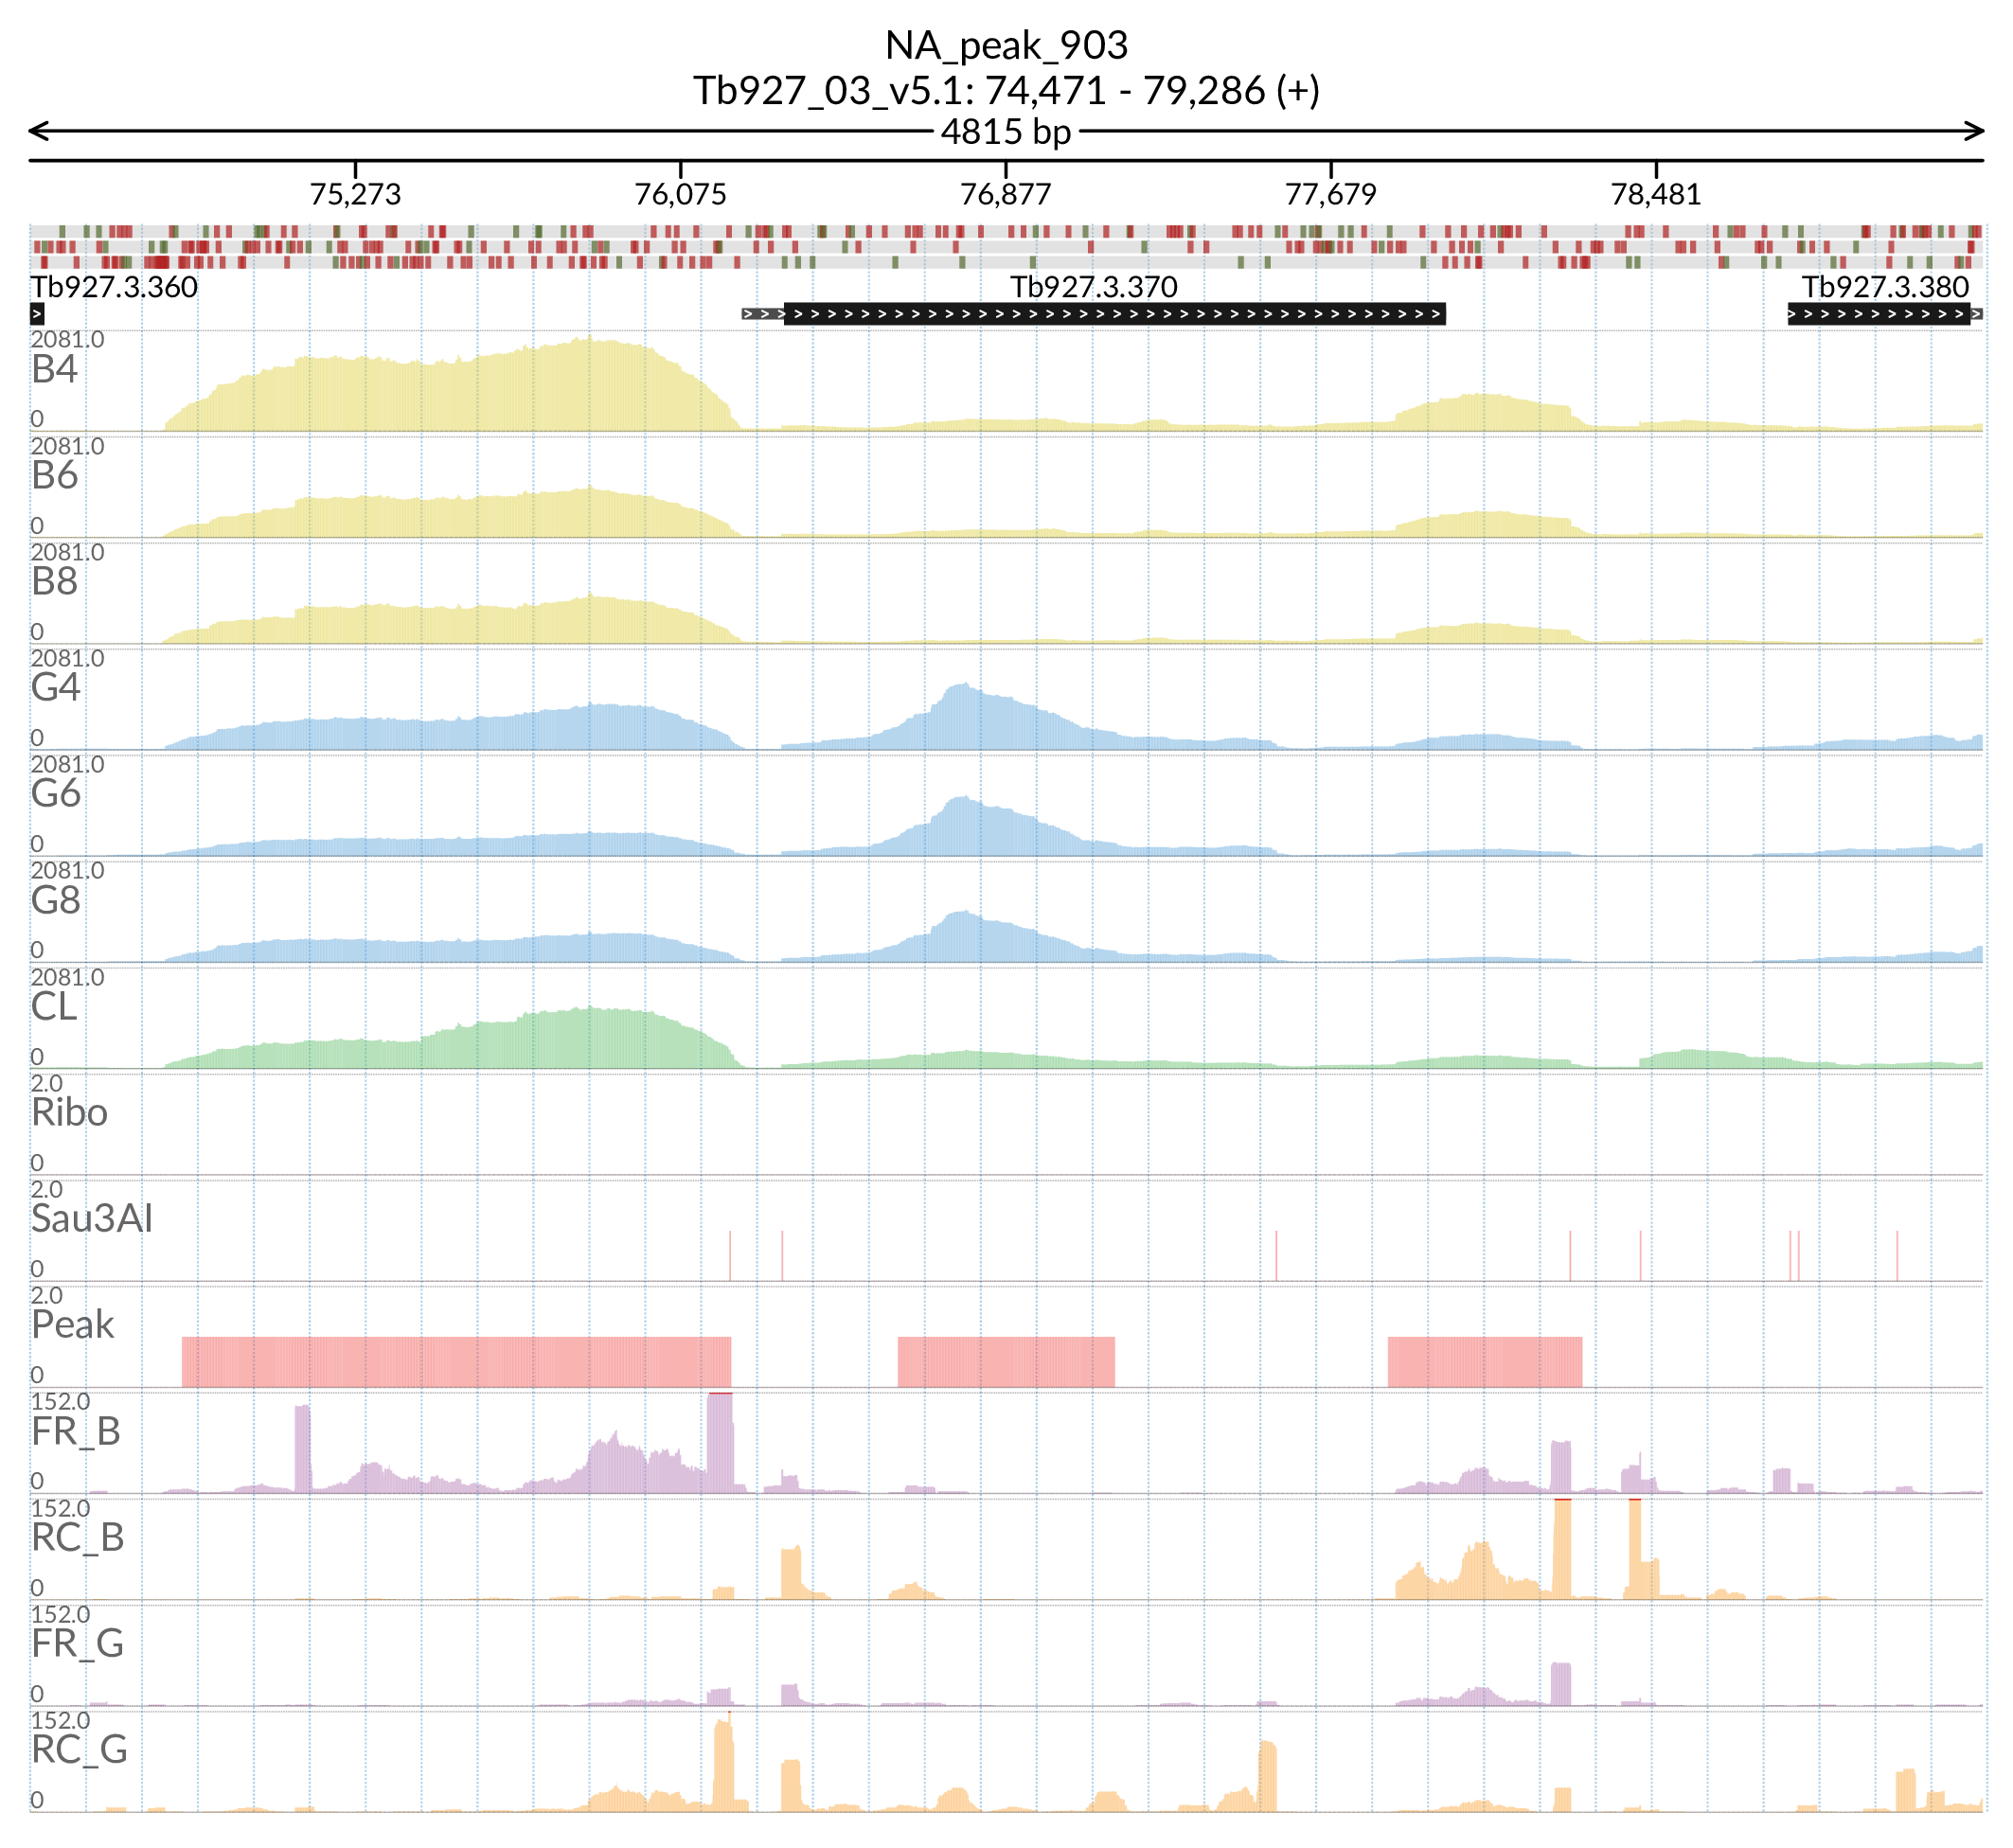 NA_peak_903
Tb927_03_v5.1: 74,471 - 79,286 (+)
4815 bp
75,273 76,075 76,877 77,679 78,481
Tb927.3.360 Tb927.3.370 Tb927.3.380
2081.0
B4
0
2081.0
B6
0
2081.0
B8
0
2081.0
G4
0
2081.0
G6
0
2081.0
G8
0
2081.0
CL
0
2.0
Ribo
0
2.0
Sau3AI
0
2.0
Peak
0
152.0
FR_B
0
152.0
RC_B
0
152.0
FR_G
0
152.0
RC_G
0